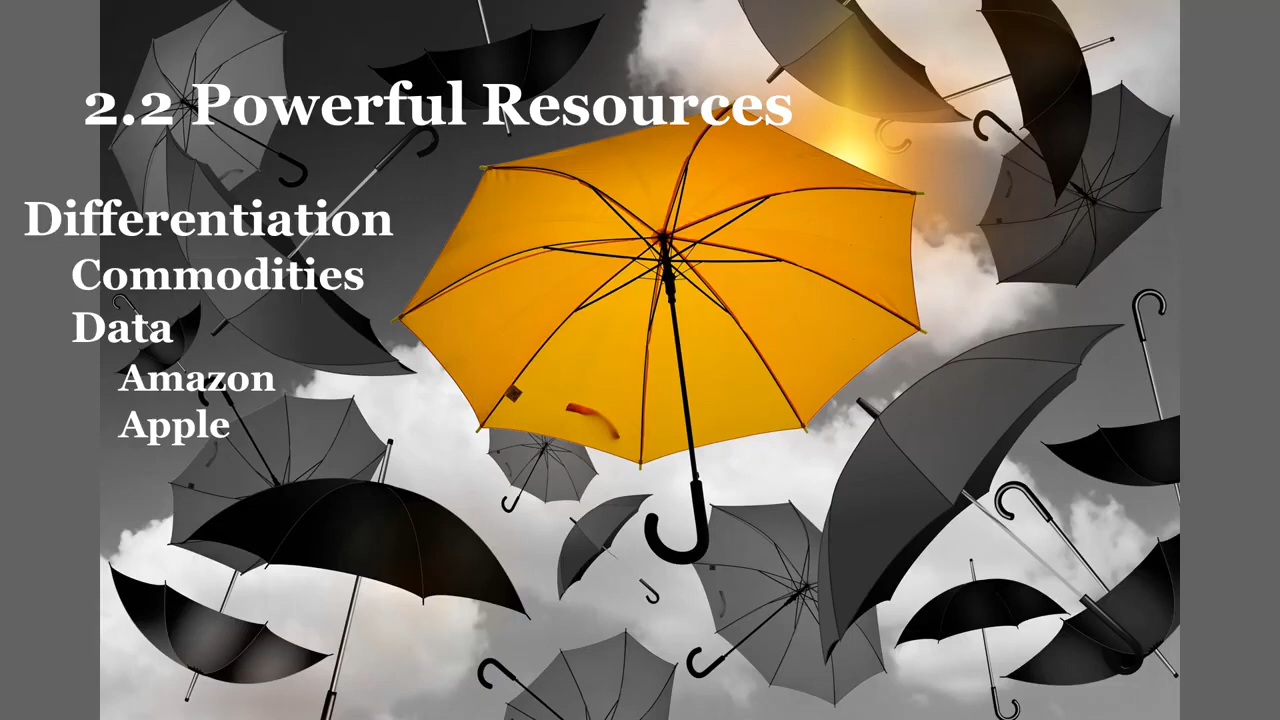 2.2 Powerful Resources
Differentiation
Commodities
Data
Amazon
Apple